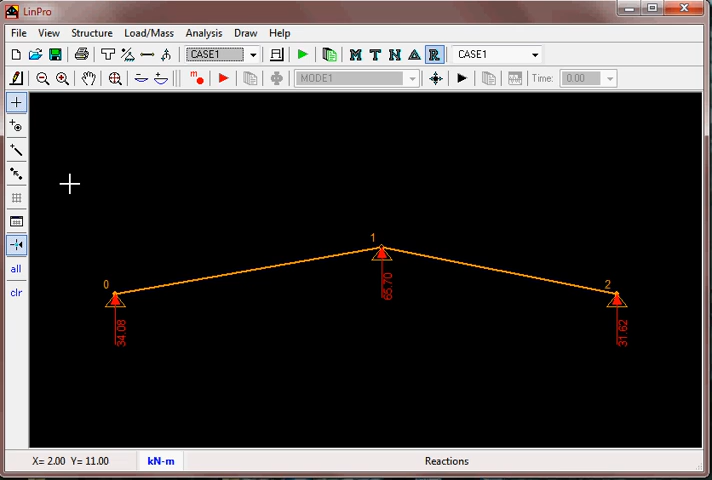 LinPro
File View Structure Load/Mass Analysis Draw Help
CASE1 M T N R CASE1
m MODE1 Time: 0.00
all
clr
1
0
2
65.70
34.08
31.62
X= 2.00 Y= 11.00 kN-m Reactions